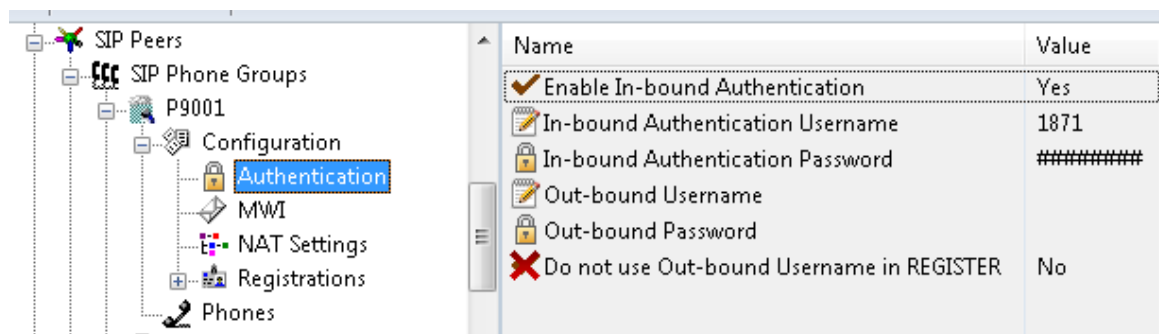 SIP Peers
SIP Phone Groups
P9001
Configuration
Authentication
MWI
NAT Settings
Registrations
Phones
Name Value
Enable In-bound Authentication Yes
In-bound Authentication Username 1871
In-bound Authentication Password ########
Out-bound Username
Out-bound Password
Do not use Out-bound Username in REGISTER No